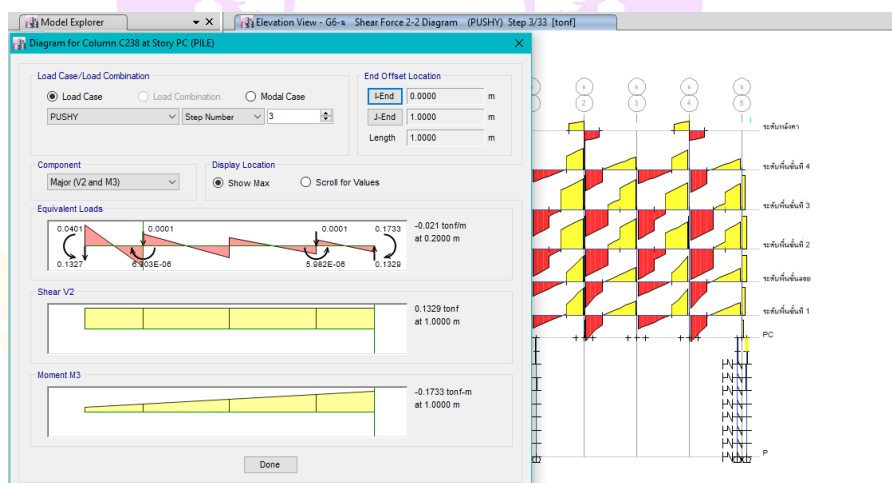 Model Explorer
Elevation View - G6-ข Shear Force 2-2 Diagram (PUSHY) Step 3/33 [tonf]
Diagram for Column C238 at Story PC (PILE)
Load Case/Load Combination
Load Case
Load Combination
Modal Case
PUSHY
Step Number
3
End Offset Location
I-End 0.0000 m
J-End 1.0000 m
Length 1.0000 m
Component
Major (V2 and M3)
Display Location
Show Max
Scroll for Values
Equivalent Loads
0.0401 0.0001 0.0001 0.1733
0.1327 5.982E-06 0.1329
-0.021 tonf/m
at 0.2000 m
Shear V2
0.1329 tonf
at 1.0000 m
Moment M3
-0.1733 tonf-m
at 1.0000 m
Done
2 3 4 5
ระดับหลังคา
ระดับพื้นชั้นที่ 4
ระดับพื้นชั้นที่ 3
ระดับพื้นชั้นที่ 2
ระดับพื้นชั้นลอย
ระดับพื้นชั้นที่ 1
PC
P